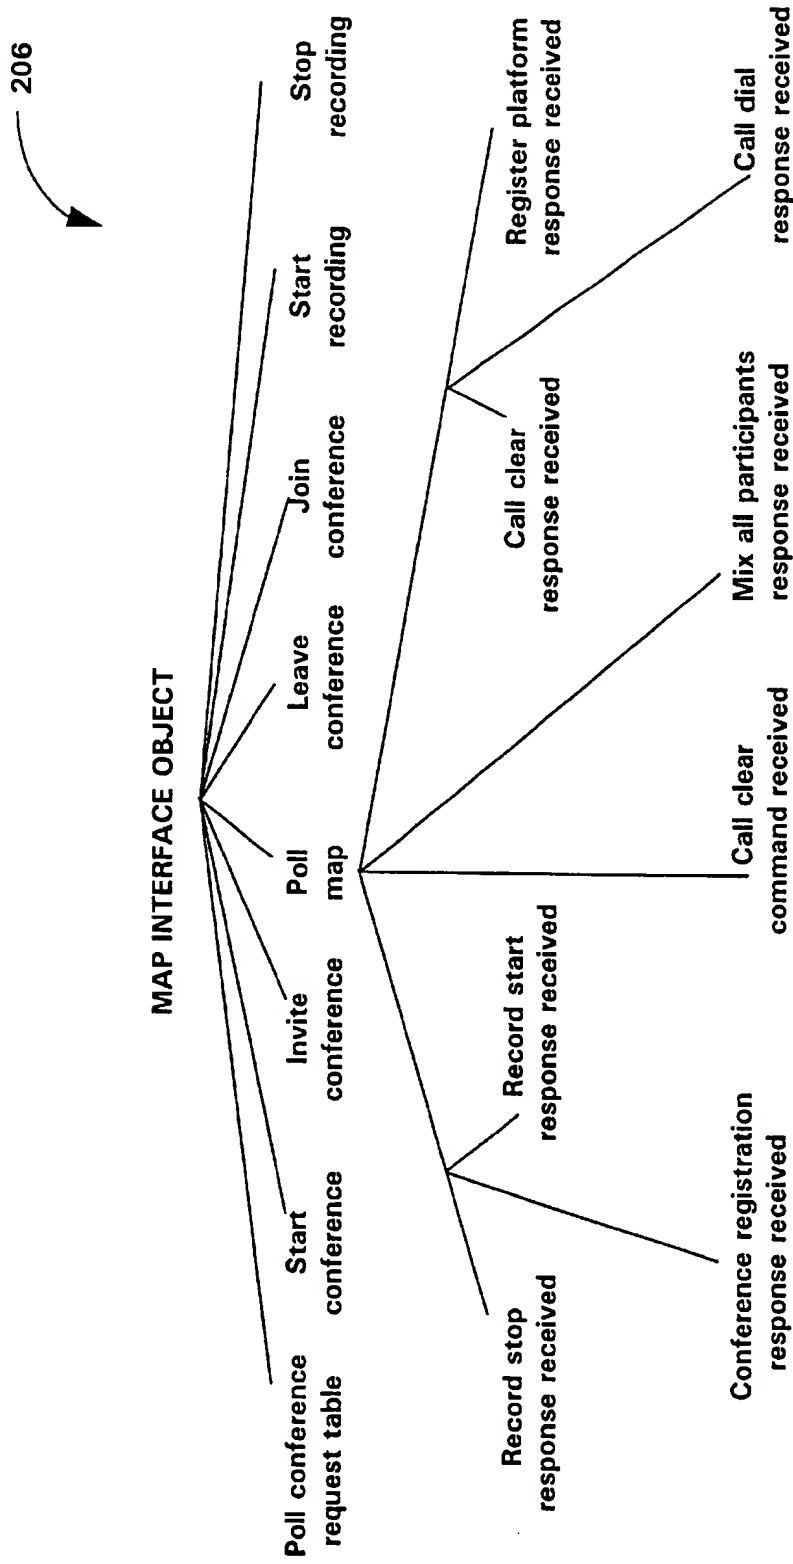 206
MAP INTERFACE OBJECT
Poll conference
request table
Start
conference
Invite
conference
Poll
map
Leave
conference
Join
conference
Start
recording
Stop
recording
Record stop
response received
Record start
response received
Call clear
response received
Register platform
response received
Conference registration
response received
Call clear
command received
Mix all participants
response received
Call dial
response received